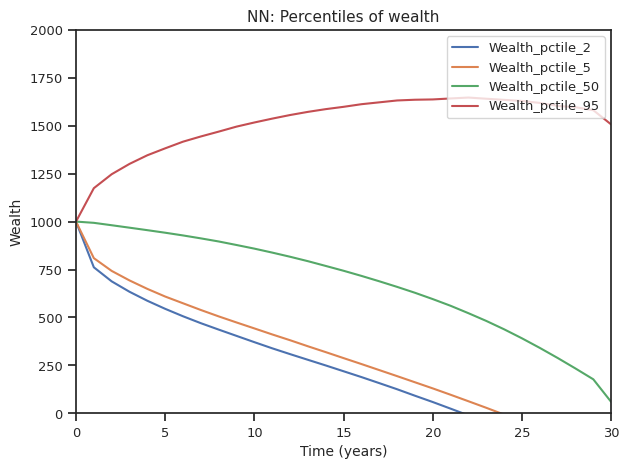 NN: Percentiles of wealth
Wealth_pctile_2
Wealth_pctile_5
Wealth_pctile_50
Wealth_pctile_95
2000
1750
1500
1250
1000
750
500
250
0
Wealth
0 5 10 15 20 25 30
Time (years)